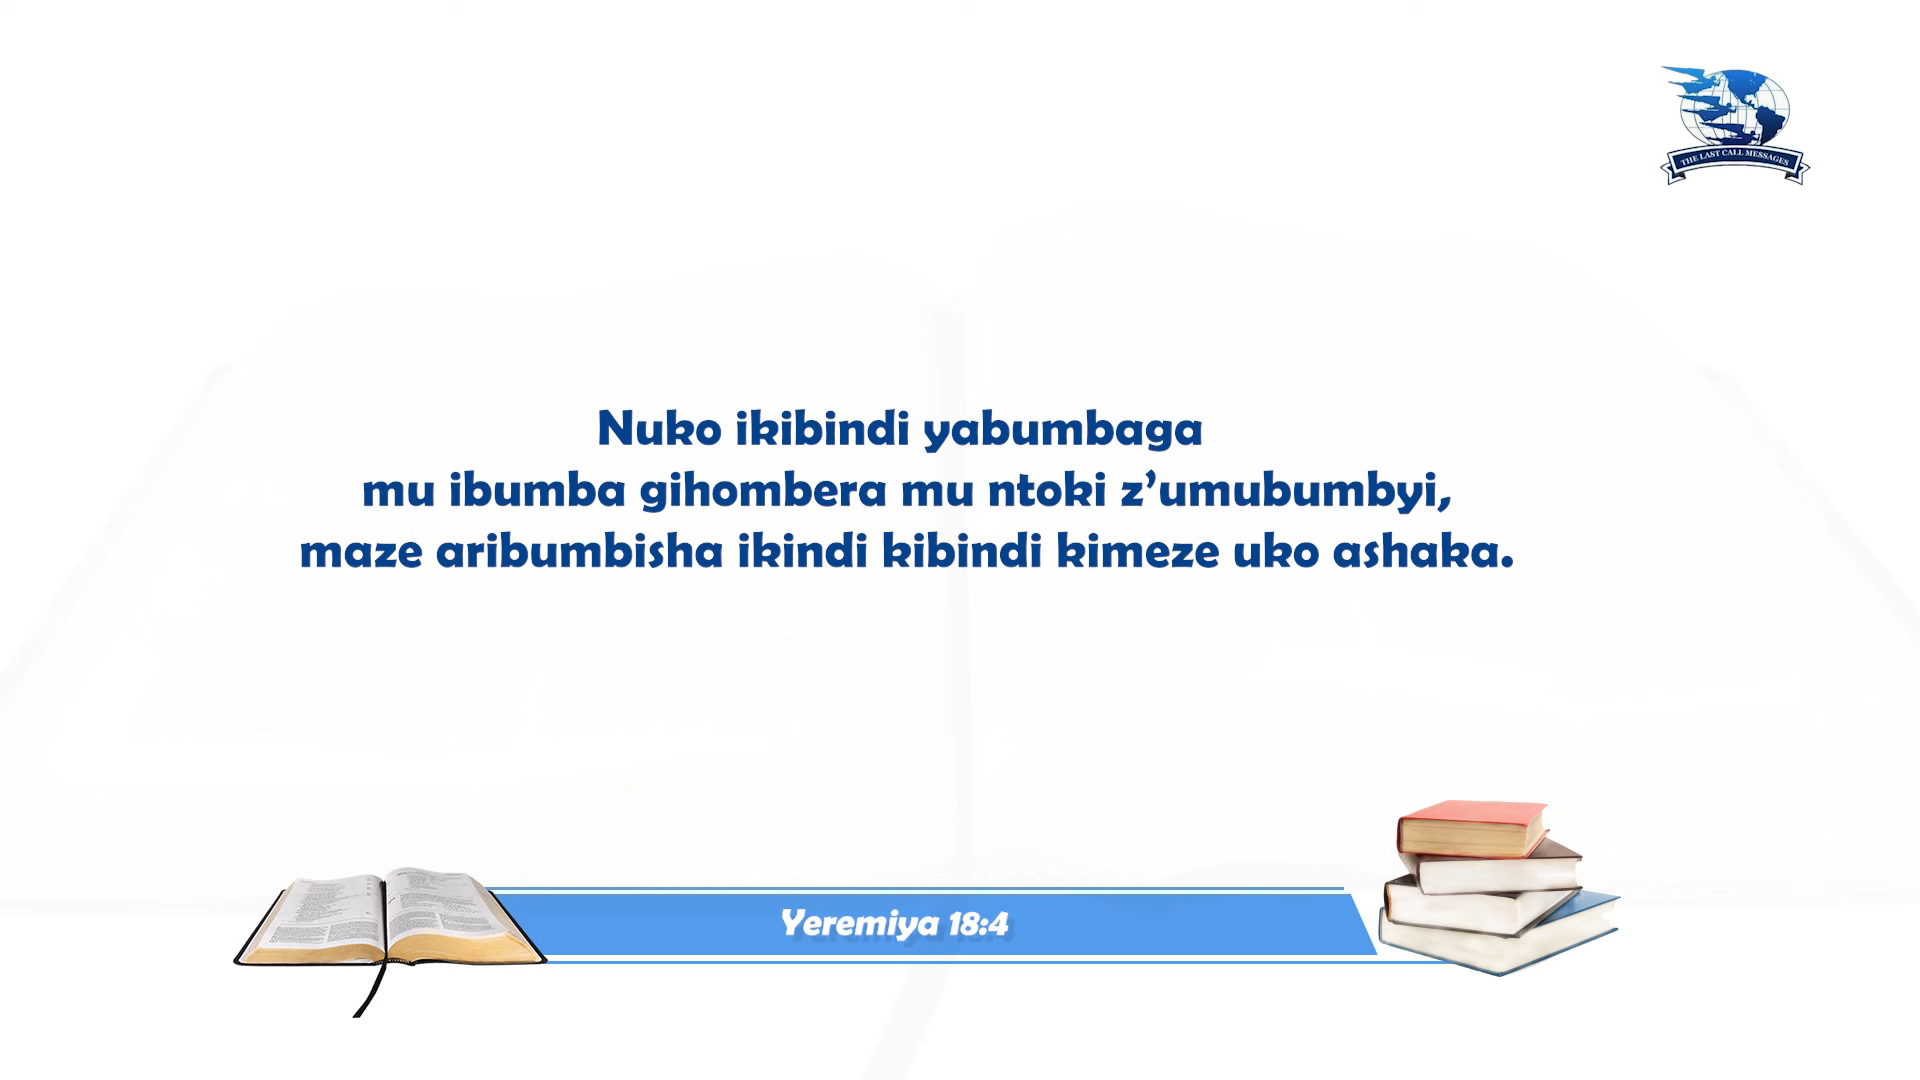 THE LAST CALL MESSAGES
Nuko ikibindi yabumbaga
mu ibumba gihombera mu ntoki z’umubumbyi,
maze aribumbisha ikindi kibindi kimeze uko ashaka.
Yeremiya 18:4